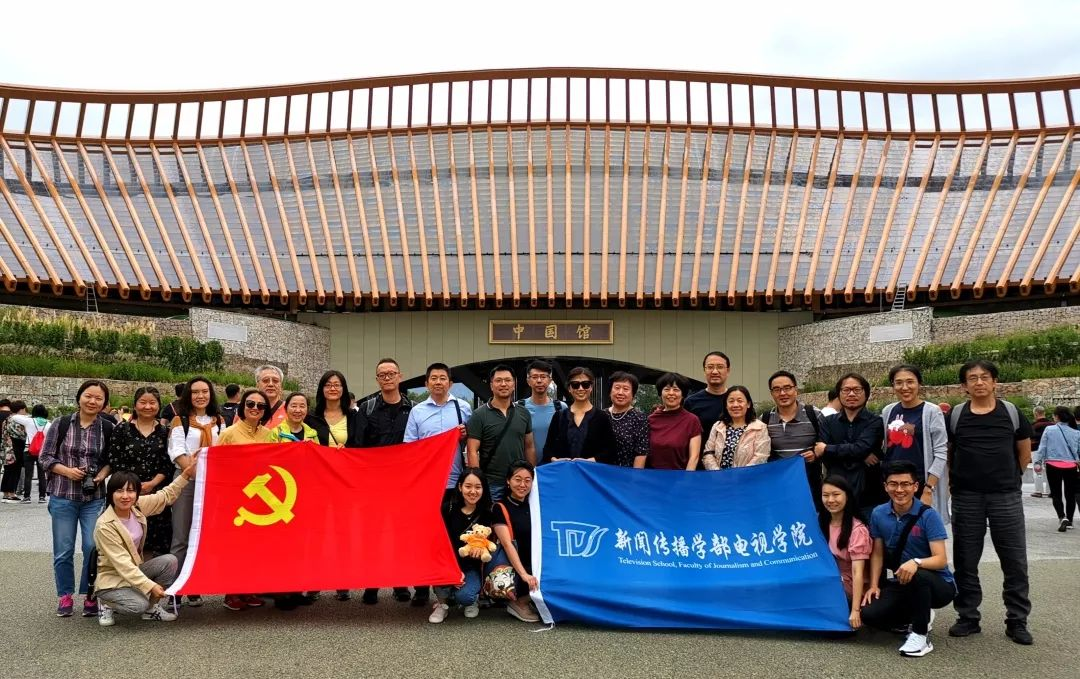 中国馆
TVS
新闻传播学部电视学院
Television School, Faculty of Journalism and Communication